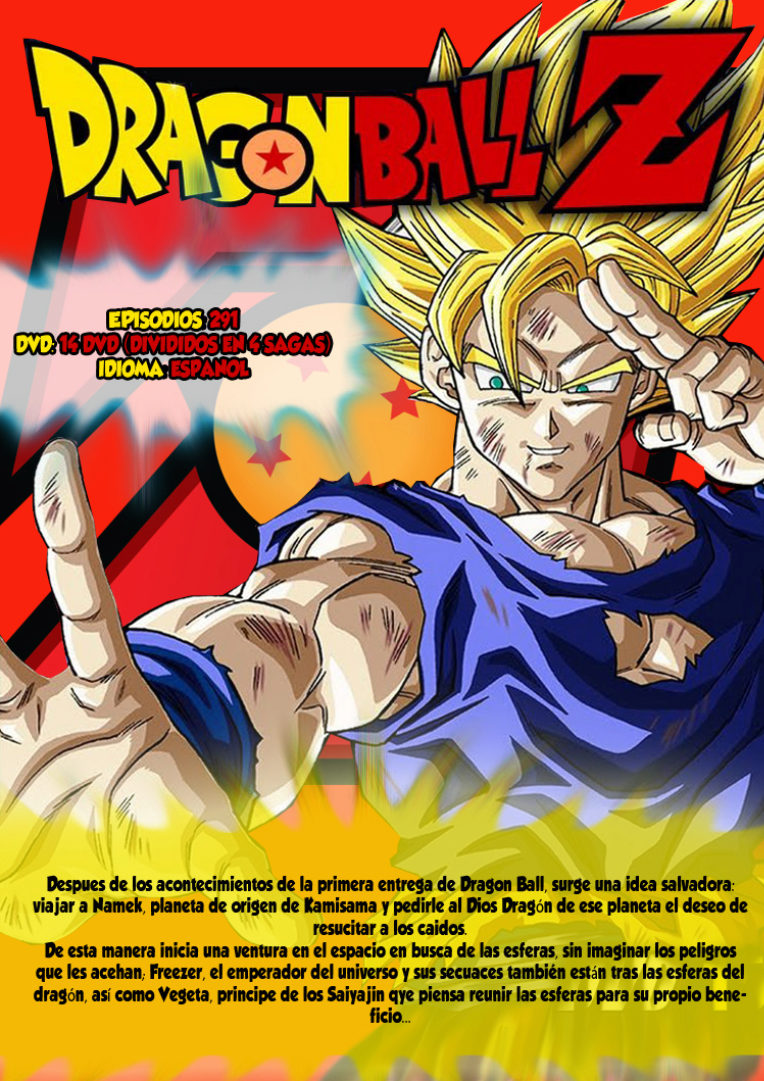 DRAGON BALL Z
EPISODIOS 291
DVD: 14 DVD (DIVIDIDOS EN 4 SAGAS)
IDIOMA ESPAÑOL
Despues de los acontecimientos de la primera entrega de Dragon Ball, surge una idea salvadora:
viajar a Namek, planeta de origen de Kamisama y pedirle al Dios Dragón de ese planeta el deseo de
resucitar a los caidos.
De esta manera inicia una ventura en el espacio en busca de las esferas, sin imaginar los peligros
que les acehan; Freezer, el emperador del universo y sus secuaces también están tras las esferas del
dragón, así como Vegeta, principe de los Saiyajin qye piensa reunir las esferas para su propio bene-
ficio...